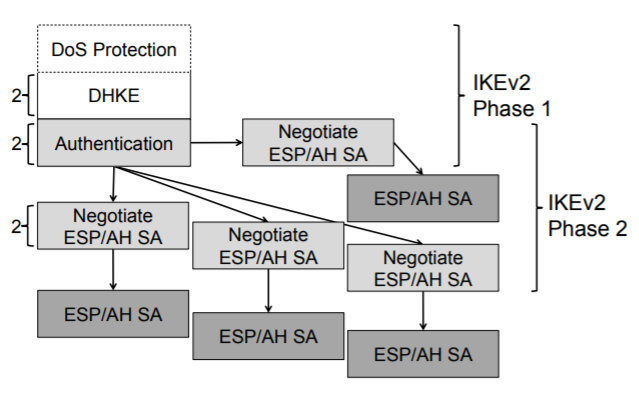 DoS Protection
2
DHKE
2
Authentication
Negotiate
ESP/AH SA
IKEv2
Phase 1
ESP/AH SA
IKEv2
Phase 2
2
Negotiate
ESP/AH SA
Negotiate
ESP/AH SA
Negotiate
ESP/AH SA
ESP/AH SA
ESP/AH SA
ESP/AH SA